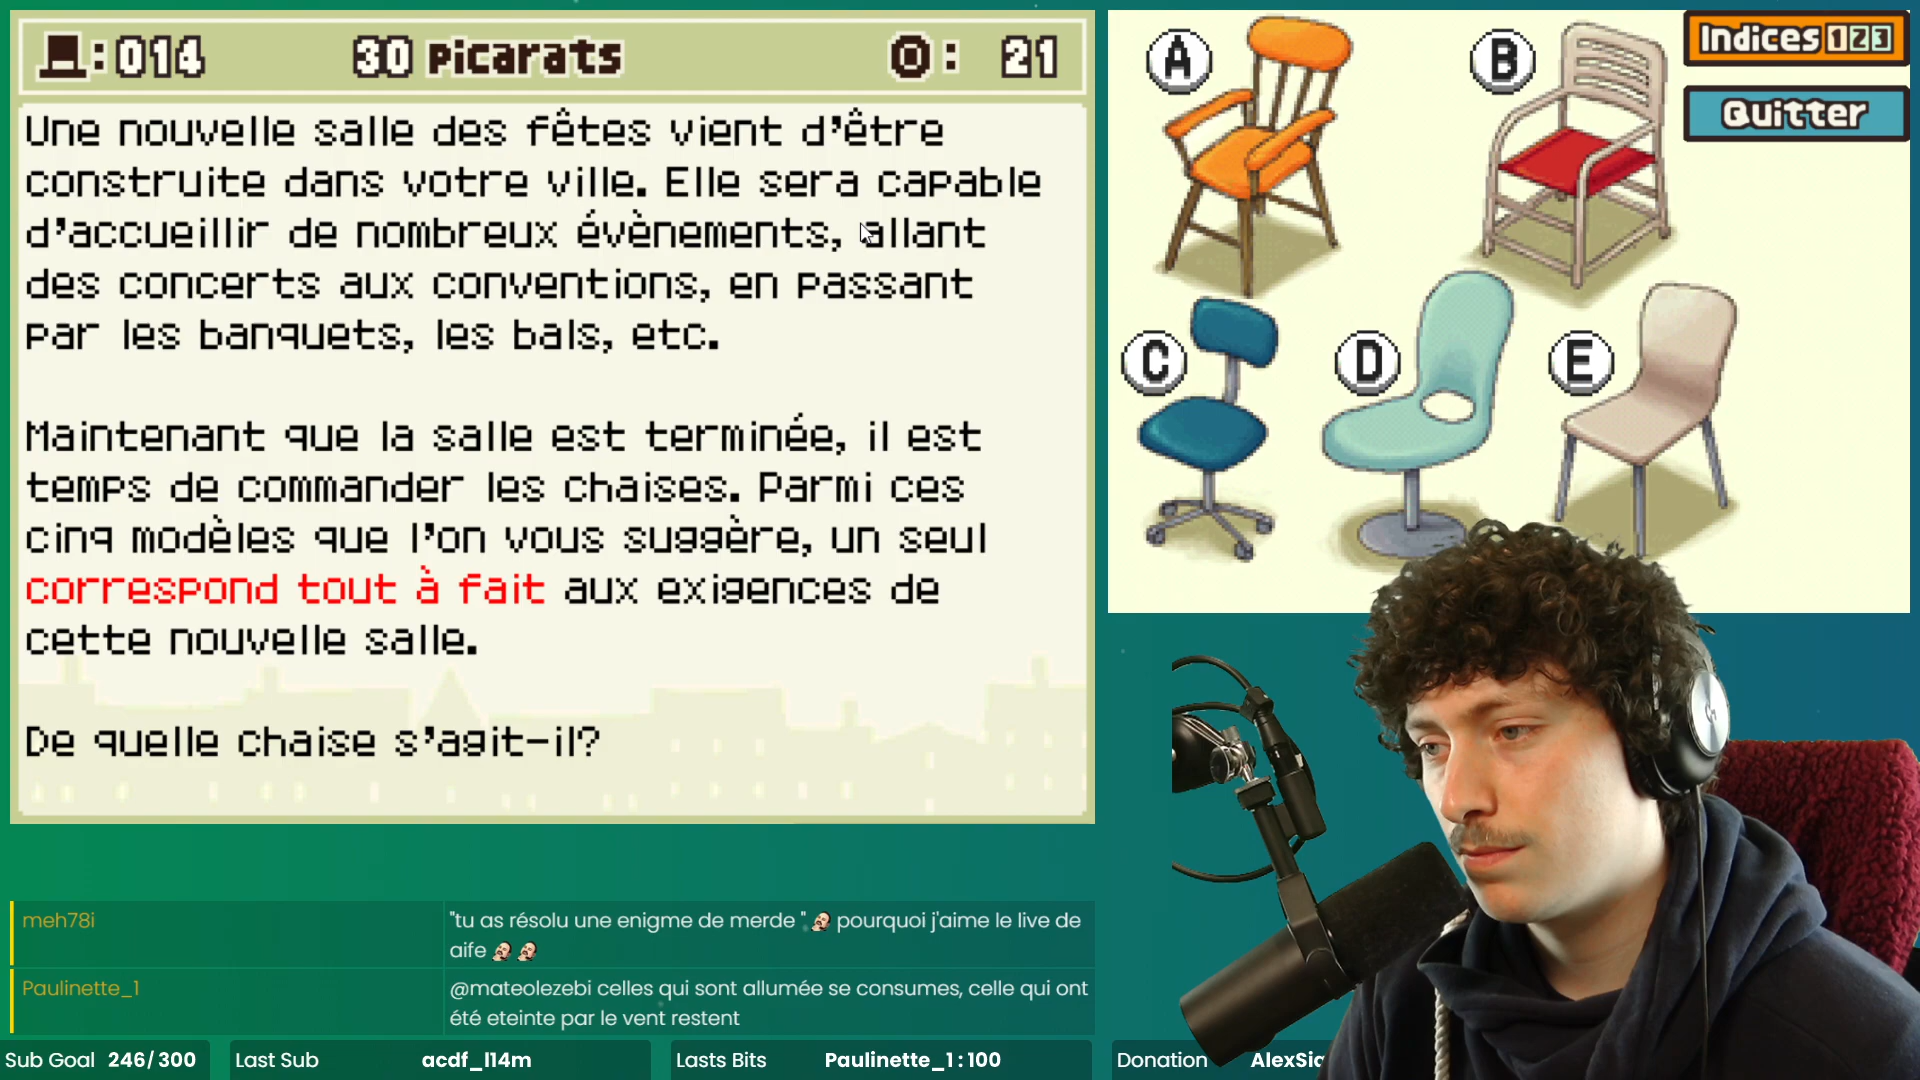 :014
30 picarats
: 21
Une nouvelle salle des fêtes vient d'être
construite dans votre ville. Elle sera capable
d'accueillir de nombreux évènements, allant
des concerts aux conventions, en passant
par les banquets, les bals, etc.
Maintenant que la salle est terminée, il est
temps de commander les chaises. Parmi ces
cinq modèles que l'on vous suggère, un seul
correspond tout à fait aux exigences de
cette nouvelle salle.
De quelle chaise s'agit-il?
A
B
C
D
E
Indices 123
Quitter
meh78i
"tu as résolu une enigme de merde " pourquoi j'aime le live de
aife
Paulinette_1
@mateolezebi celles qui sont allumée se consumes, celle qui ont
été eteinte par le vent restent
Sub Goal 246/300
Last Sub acdf_l14m
Lasts Bits Paulinette_1 : 100
Donation